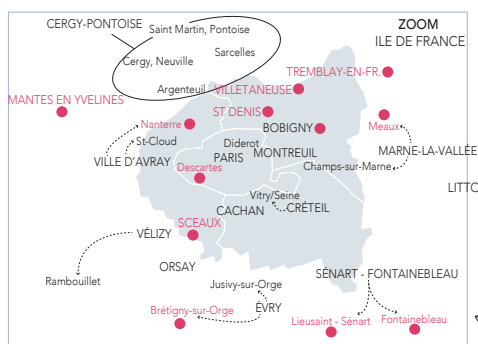 CERGY-PONTOISE
Saint Martin, Pontoise
ZOOM
ILE DE FRANCE
Sarcelles
Cergy, Neuville
TREMBLAY-EN-FR.
Argenteuil
VILLETANEUSE
MANTES EN YVELINES
ST DENIS
Nanterre
BOBIGNY
Meaux
St-Cloud
Diderot
MARNE-LA-VALLÉE
VILLE D'AVRAY
PARIS
MONTREUIL
Champs-sur-Marne
Descartes
LITTO
Vitry/Seine
CACHAN
CRÉTEIL
SCEAUX
VÉLIZY
ORSAY
SÉNART - FONTAINEBLEAU
Rambouillet
Jusivy-sur-Orge
Brétigny-sur-Orge
ÉVRY
Lieusaint - Sénart
Fontainebleau